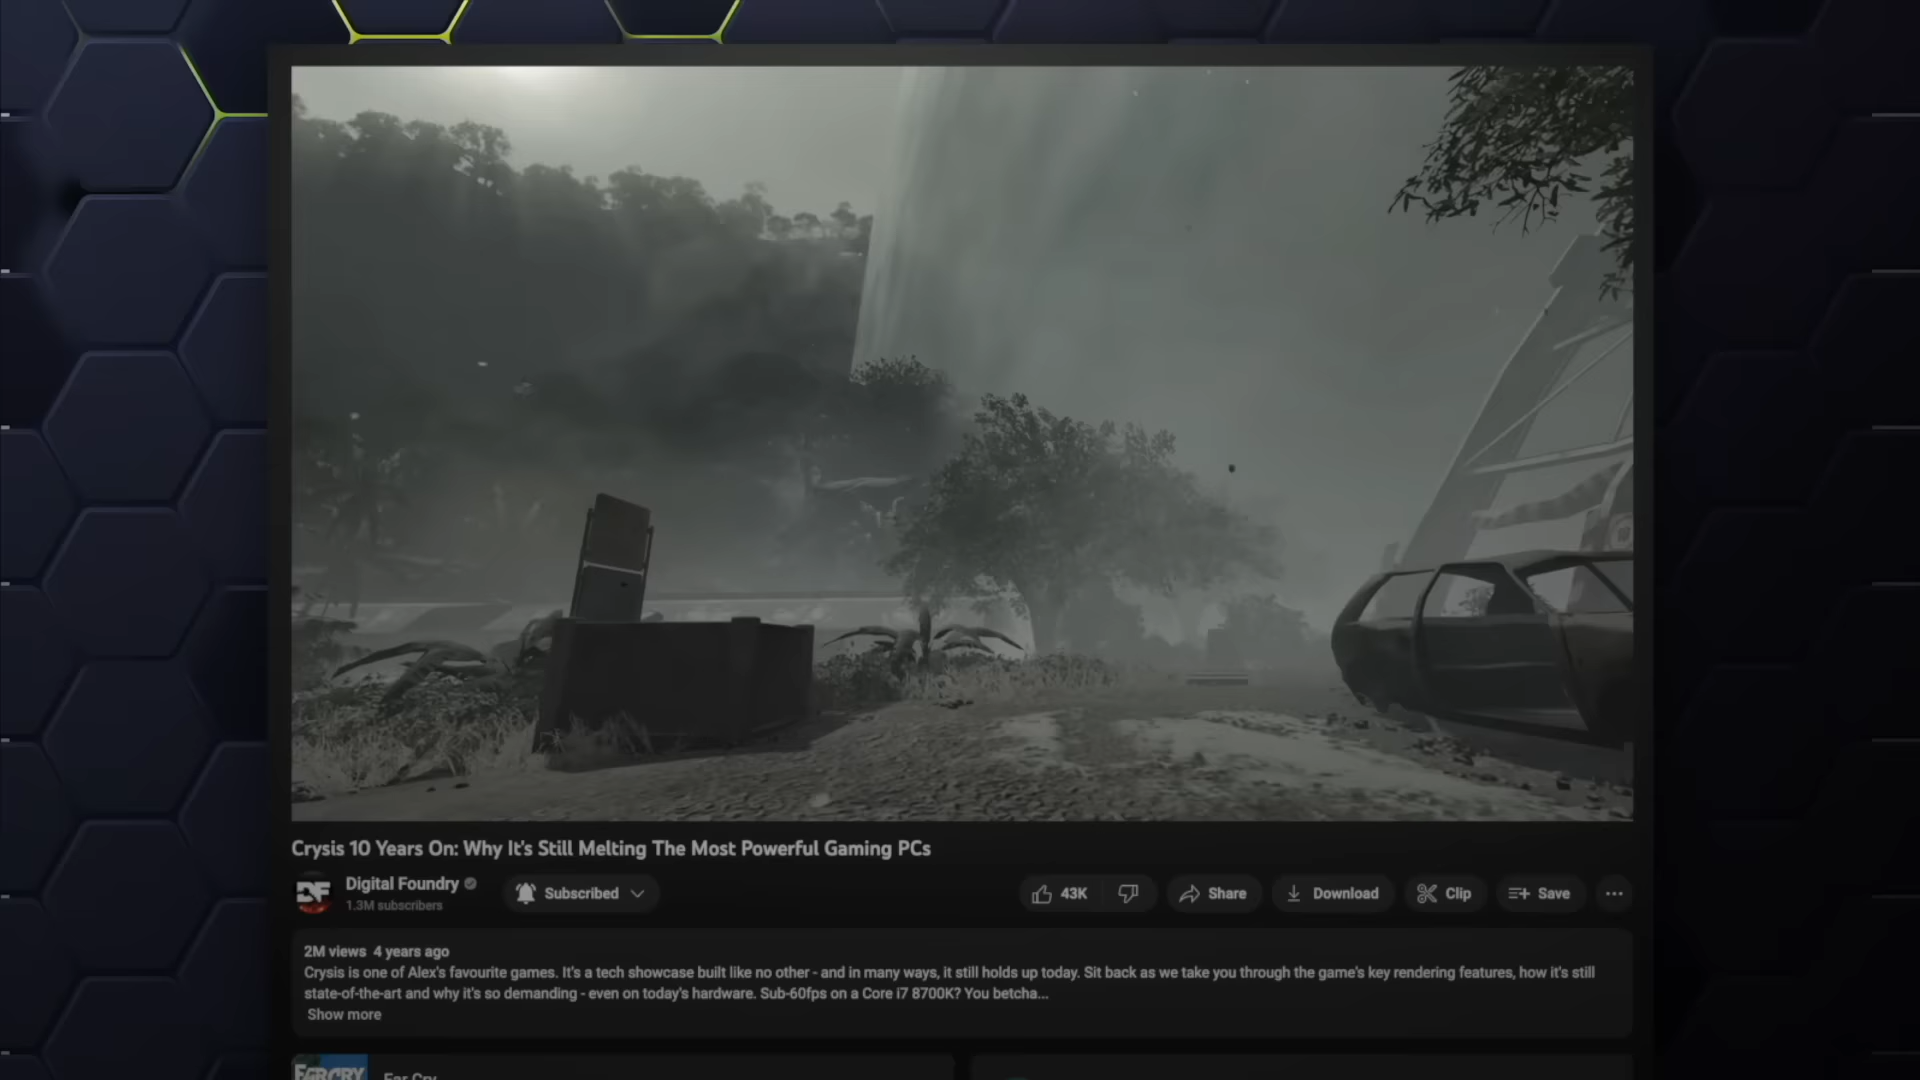 Crysis 10 Years On: Why It's Still Melting The Most Powerful Gaming PCs
DF
Digital Foundry
1.3M subscribers
Subscribed
43K
Share
Download
Clip
Save
2M views 4 years ago
Crysis is one of Alex's favourite games. It's a tech showcase built like no other - and in many ways, it still holds up today. Sit back as we take you through the game's key rendering features, how it's still
state-of-the-art and why it's so demanding - even on today's hardware. Sub-60fps on a Core i7 8700K? You betcha...
Show more
FARCRY
Far Cry